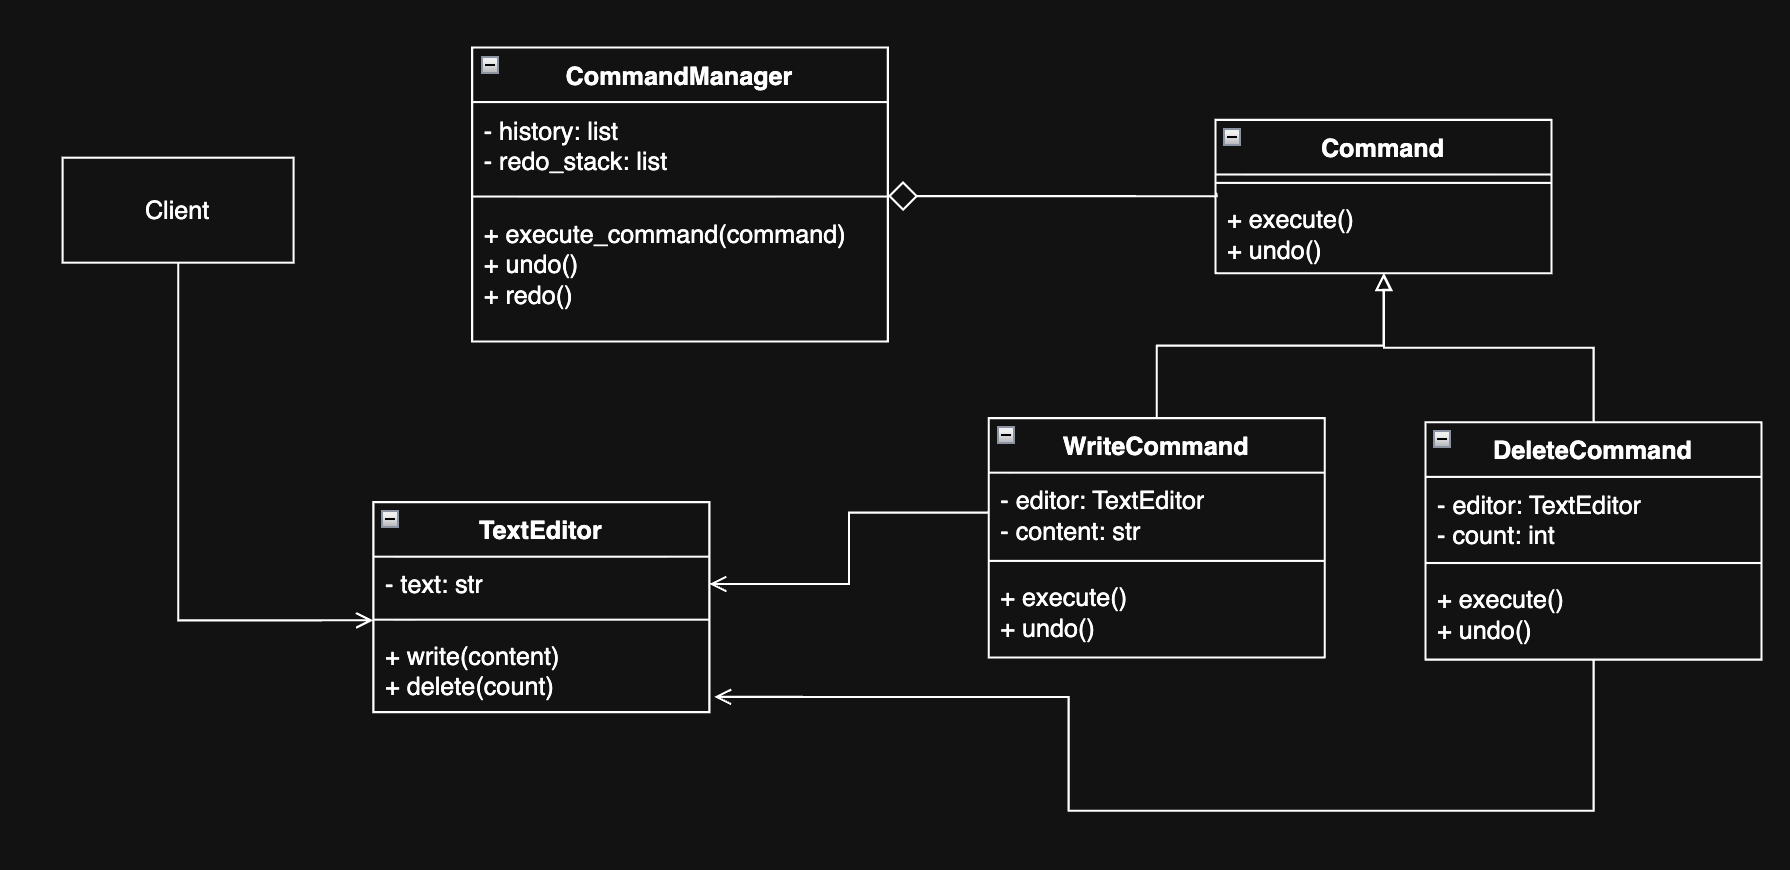 Client
CommandManager
- history: list
- redo_stack: list
+ execute_command(command)
+ undo()
+ redo()
Command
+ execute()
+ undo()
WriteCommand
- editor: TextEditor
- content: str
+ execute()
+ undo()
DeleteCommand
- editor: TextEditor
- count: int
+ execute()
+ undo()
TextEditor
- text: str
+ write(content)
+ delete(count)